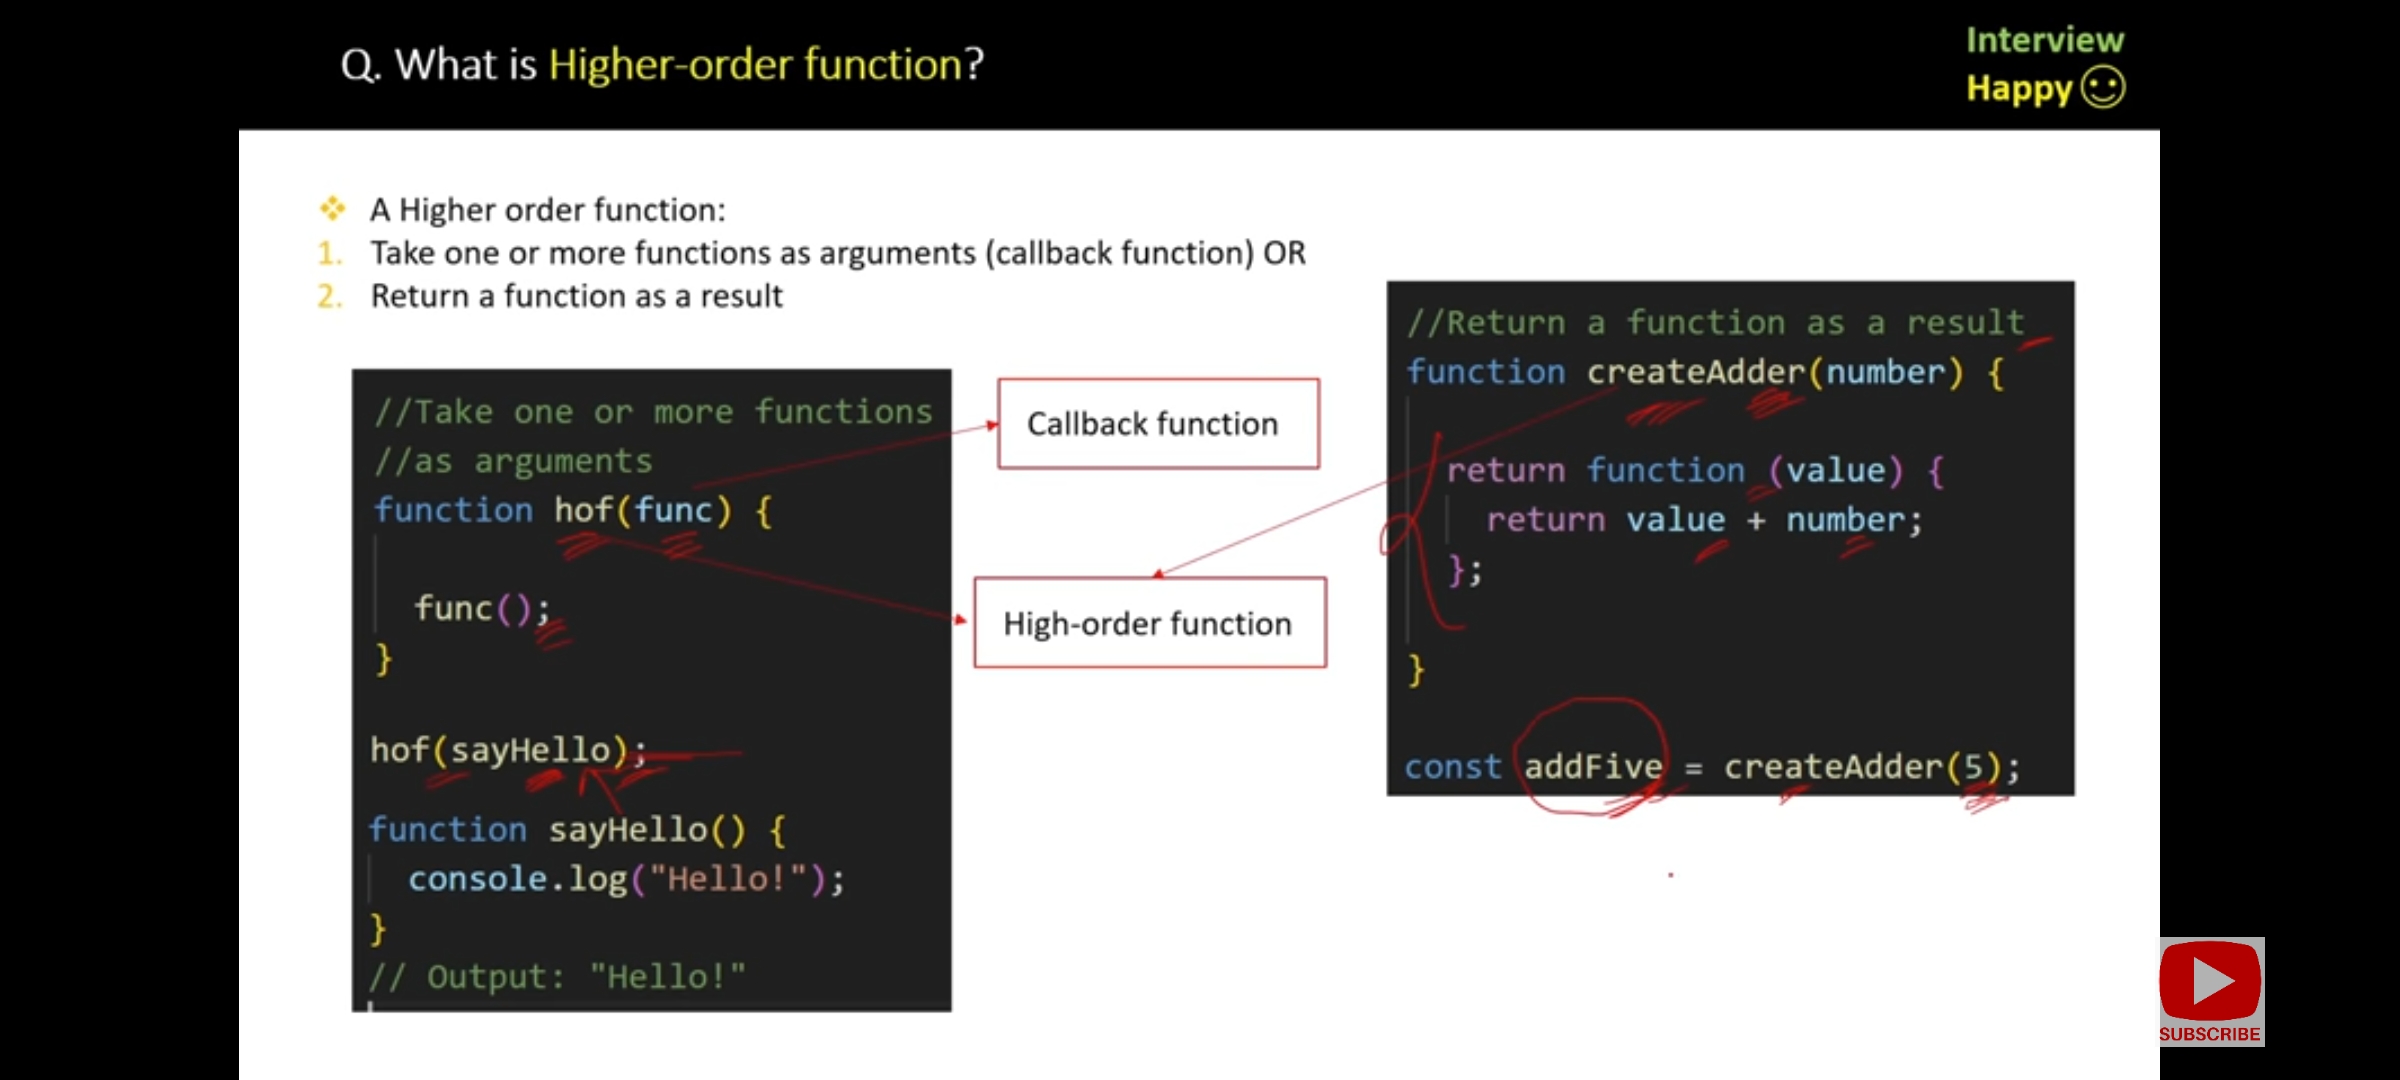 Q. What is Higher-order function?
Interview
Happy
A Higher order function:
1. Take one or more functions as arguments (callback function) OR
2. Return a function as a result
//Take one or more functions
//as arguments
function hof(func) {
func();
}
hof(sayHello);
function sayHello() {
console.log("Hello!");
}
// Output: "Hello!"
Callback function
High-order function
//Return a function as a result
function createAdder(number) {
return function (value) {
return value + number;
};
}
const addFive = createAdder(5);
SUBSCRIBE